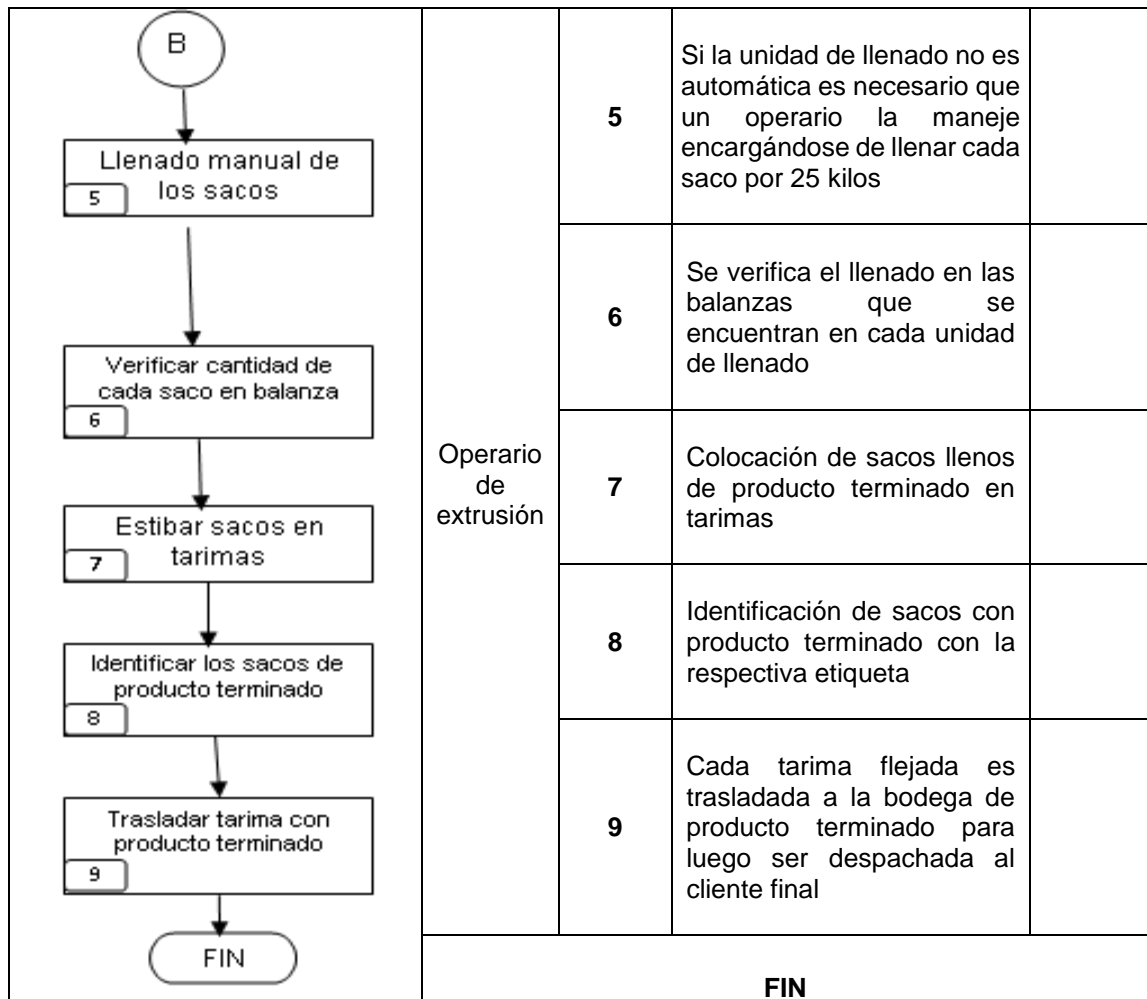 B
Llenado manual de
los sacos
5
Verificar cantidad de
cada saco en balanza
6
Estibar sacos en
tarimas
7
Identificar los sacos de
producto terminado
8
Trasladar tarima con
producto terminado
9
FIN
Operario
de
extrusión
5
Si la unidad de llenado no es
automática es necesario que
un operario la maneje
encargándose de llenar cada
saco por 25 kilos
6
Se verifica el llenado en las
balanzas que se
encuentran en cada unidad
de llenado
7
Colocación de sacos llenos
de producto terminado en
tarimas
8
Identificación de sacos con
producto terminado con la
respectiva etiqueta
9
Cada tarima flejada es
trasladada a la bodega de
producto terminado para
luego ser despachada al
cliente final
FIN